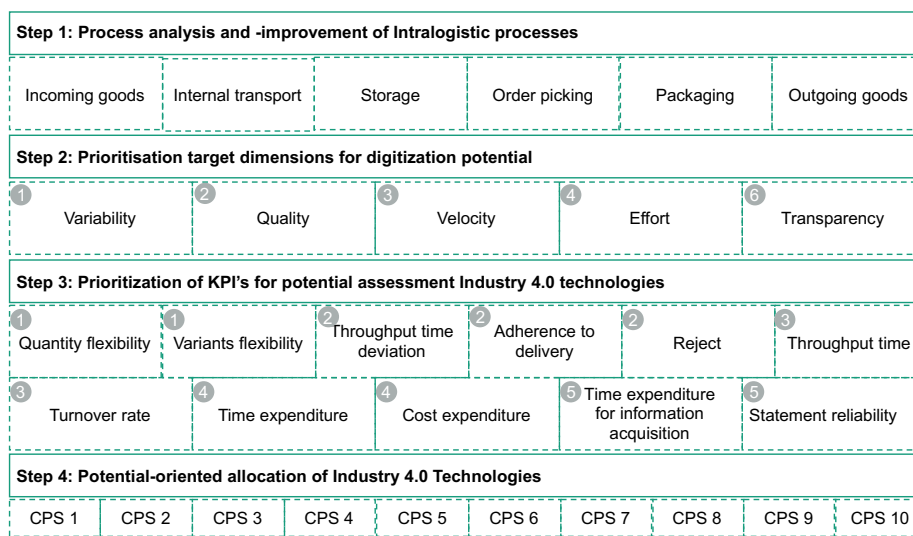 Step 1: Process analysis and -improvement of Intralogistic processes
Incoming goods
Internal transport
Storage
Order picking
Packaging
Outgoing goods
Step 2: Prioritisation target dimensions for digitization potential
1
Variability
2
Quality
3
Velocity
4
Effort
6
Transparency
Step 3: Prioritization of KPI's for potential assessment Industry 4.0 technologies
1
Quantity flexibility
1
Variants flexibility
2
Throughput time
deviation
2
Adherence to
delivery
2
Reject
3
Throughput time
3
Turnover rate
4
Time expenditure
4
Cost expenditure
5
Time expenditure
for information
acquisition
5
Statement reliability
Step 4: Potential-oriented allocation of Industry 4.0 Technologies
CPS 1
CPS 2
CPS 3
CPS 4
CPS 5
CPS 6
CPS 7
CPS 8
CPS 9
CPS 10